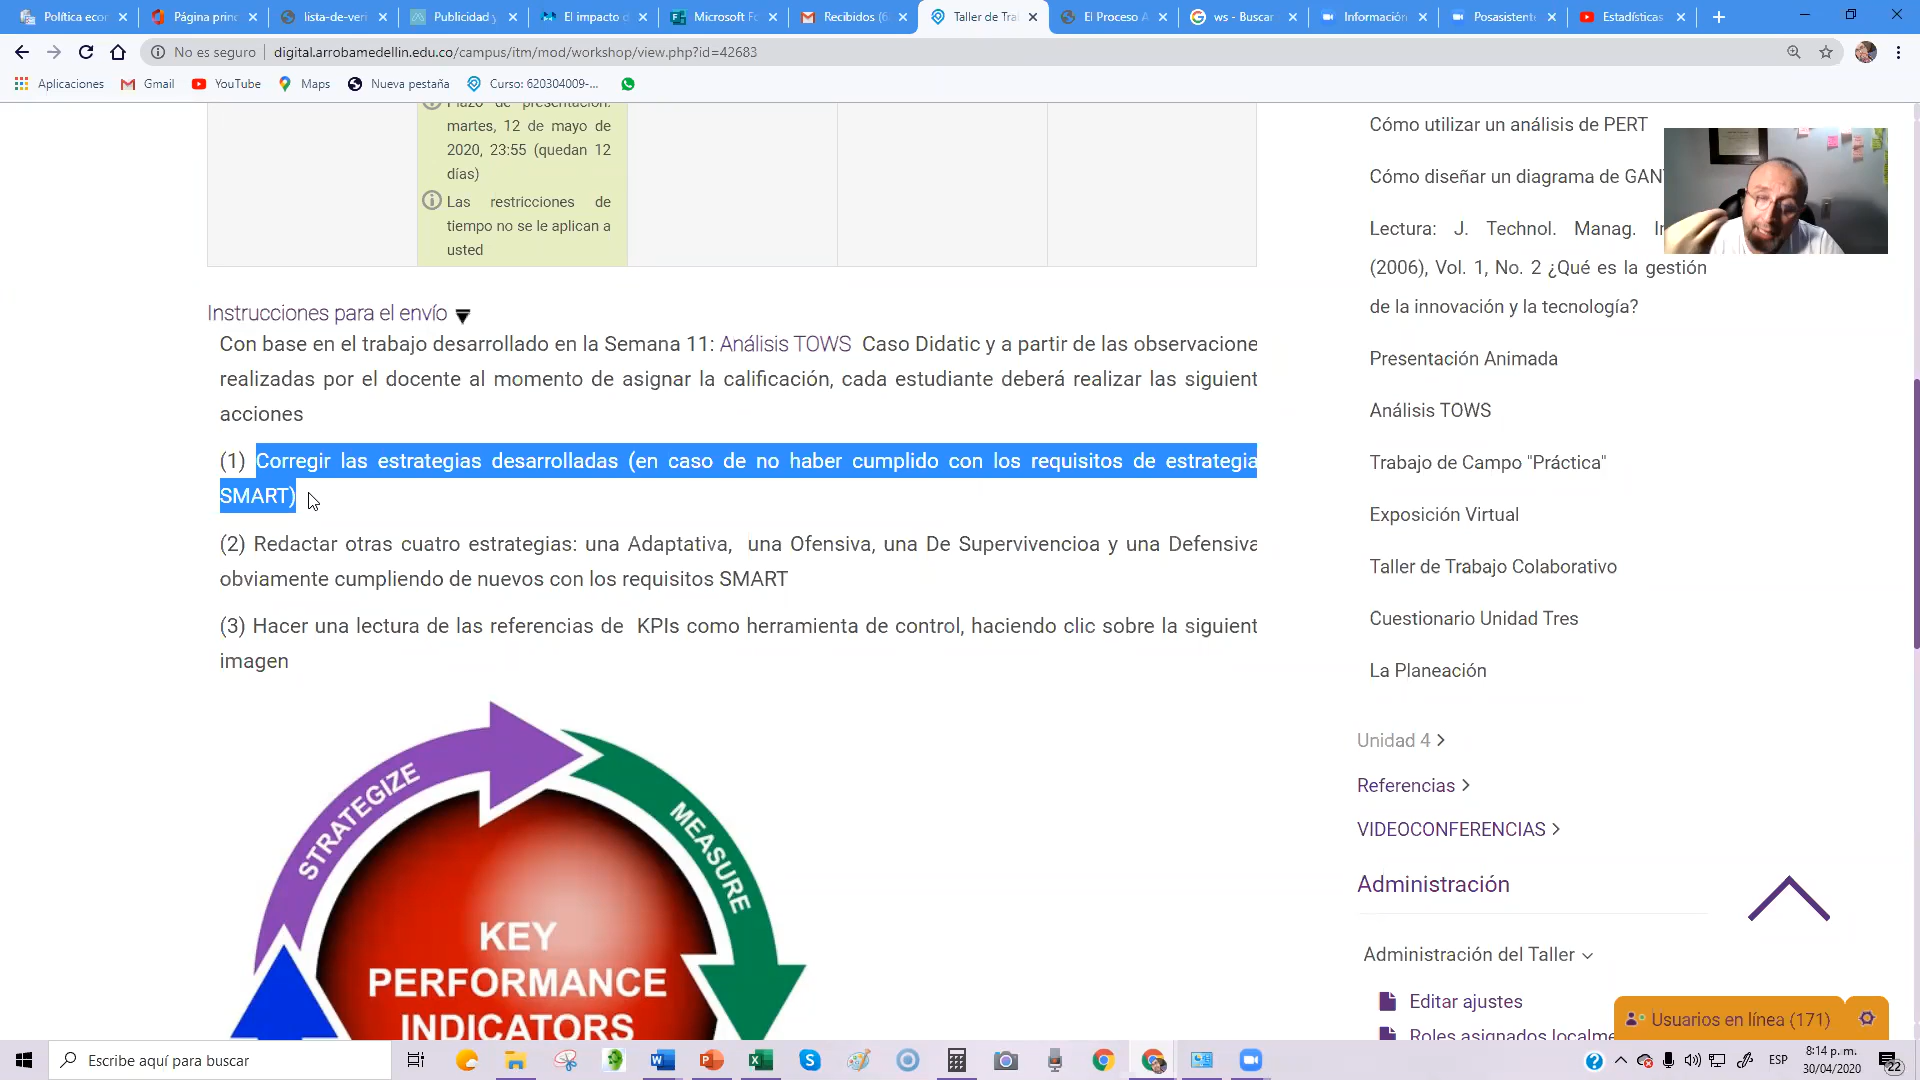 Política econ
Página princ
lista-de-veri
Publicidad y
El impacto d
Microsoft Fo
Recibidos (6
Taller de Tra
El Proceso A
ws - Buscar
Información
Posasistent
Estadísticas
No es seguro
digital.arrobamedellin.edu.co/campus/itm/mod/workshop/view.php?id=42683
Aplicaciones
Gmail
YouTube
Maps
Nueva pestaña
Curso: 620304009-...
Plazo de presentación:
martes, 12 de mayo de
2020, 23:55 (quedan 12
días)
Las restricciones de
tiempo no se le aplican a
usted
Instrucciones para el envío
Con base en el trabajo desarrollado en la Semana 11: Análisis TOWS Caso Didatic y a partir de las observacione
realizadas por el docente al momento de asignar la calificación, cada estudiante deberá realizar las siguient
acciones
(1) Corregir las estrategias desarrolladas (en caso de no haber cumplido con los requisitos de estrategia
SMART)
(2) Redactar otras cuatro estrategias: una Adaptativa, una Ofensiva, una De Supervivencioa y una Defensiva
obviamente cumpliendo de nuevos con los requisitos SMART
(3) Hacer una lectura de las referencias de KPIs como herramienta de control, haciendo clic sobre la siguient
imagen
STRATEGIZE
MEASURE
KEY
PERFORMANCE
INDICATORS
Cómo utilizar un análisis de PERT
Cómo diseñar un diagrama de GAN
Lectura: J. Technol. Manag. In
(2006), Vol. 1, No. 2 ¿Qué es la gestión
de la innovación y la tecnología?
Presentación Animada
Análisis TOWS
Trabajo de Campo "Práctica"
Exposición Virtual
Taller de Trabajo Colaborativo
Cuestionario Unidad Tres
La Planeación
Unidad 4
Referencias
VIDEOCONFERENCIAS
Administración
Administración del Taller
Editar ajustes
Roles asignados localme
Usuarios en línea (171)
Escribe aquí para buscar
ESP
8:14 p. m.
30/04/2020
22